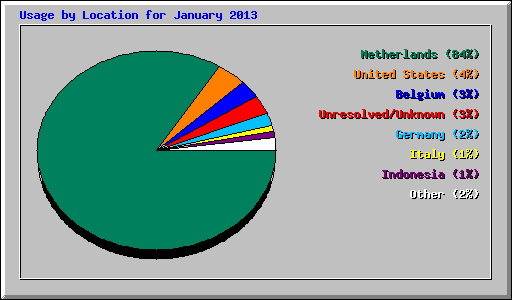 Usage by Location for January 2013
Netherlands (84%)
United States (4%)
Belgium (3%)
Unresolved/Unknown (3%)
Germany (2%)
Italy (1%)
Indonesia (1%)
Other (2%)